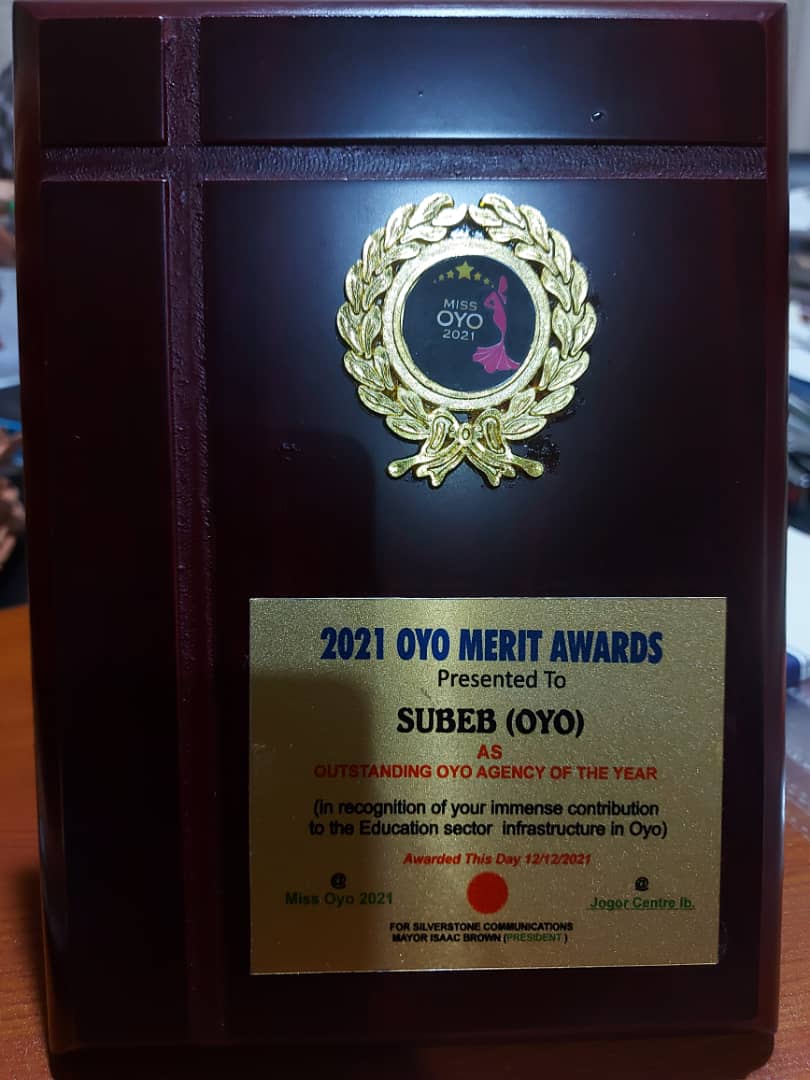 MISS
OYO
2021
2021 OYO MERIT AWARDS
Presented To
SUBEB (OYO)
AS
OUTSTANDING OYO AGENCY OF THE YEAR
(in recognition of your immense contribution
to the Education sector infrastructure in Oyo)
Awarded This Day 12/12/2021
@
Miss Oyo 2021
@
Jogor Centre Ib.
FOR SILVERSTONE COMMUNICATIONS
MAYOR ISAAC BROWN (PRESIDENT)